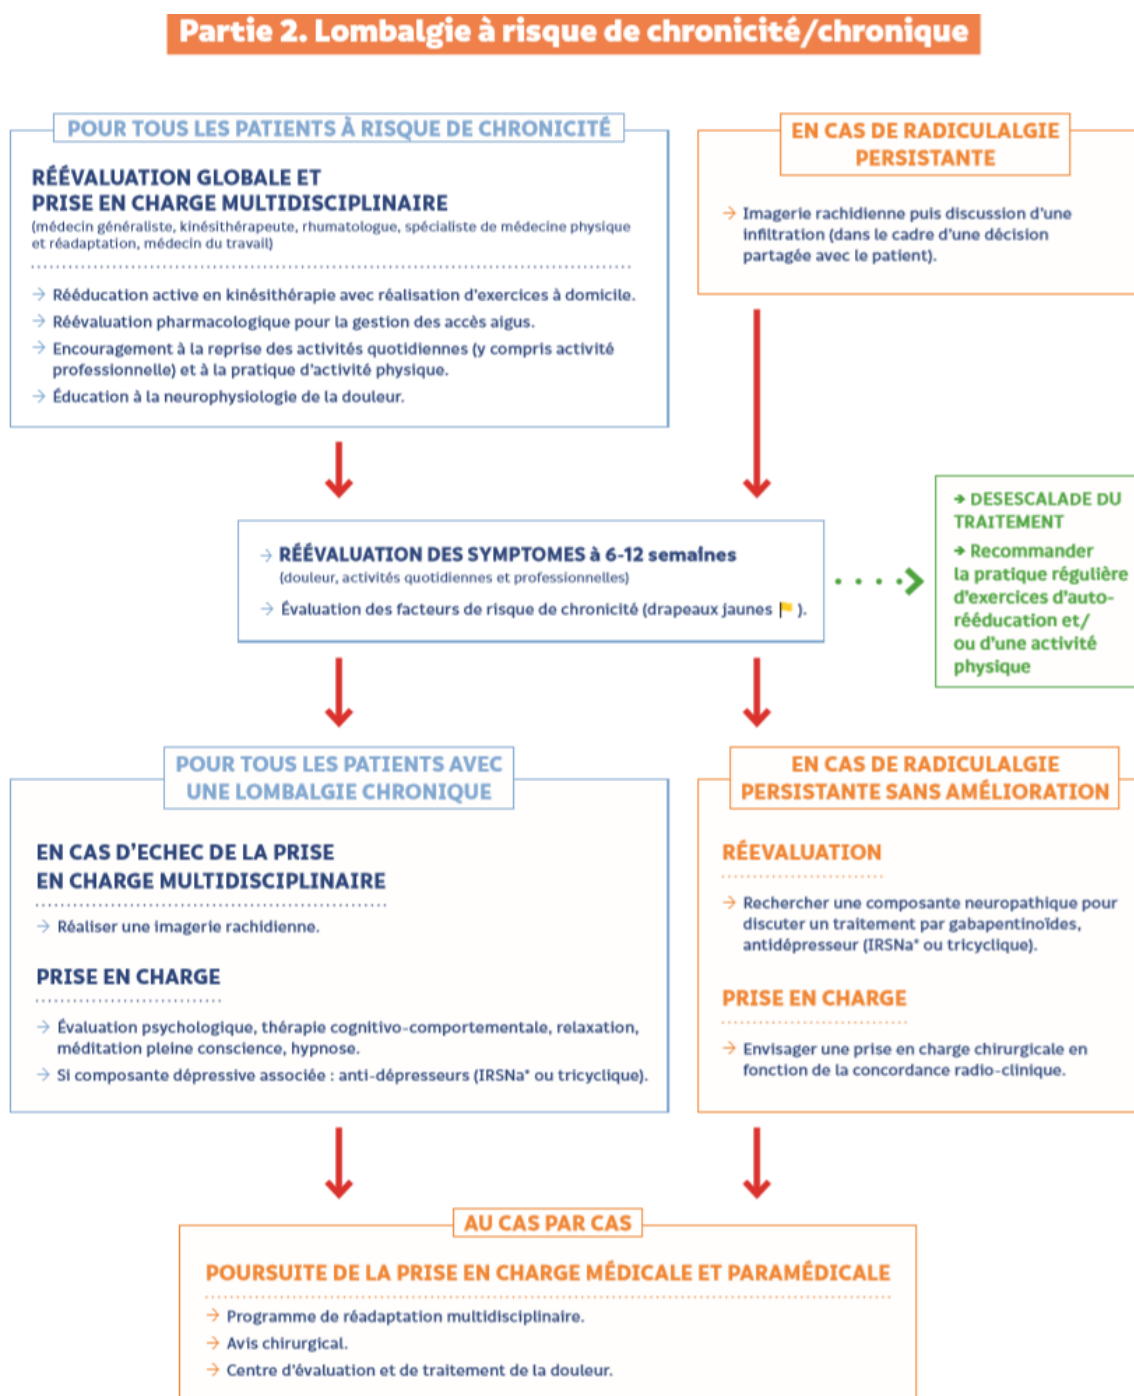 Partie 2. Lombalgie à risque de chronicité/chronique
POUR TOUS LES PATIENTS À RISQUE DE CHRONICITÉ
RÉÉVALUATION GLOBALE ET
PRISE EN CHARGE MULTIDISCIPLINAIRE
(médecin généraliste, kinésithérapeute, rhumatologue, spécialiste de médecine physique
et réadaptation, médecin du travail)
→ Rééducation active en kinésithérapie avec réalisation d'exercices à domicile.
→ Réévaluation pharmacologique pour la gestion des accès aigus.
→ Encouragement à la reprise des activités quotidiennes (y compris activité
professionnelle) et à la pratique d'activité physique.
→ Éducation à la neurophysiologie de la douleur.
EN CAS DE RADICULALGIE
PERSISTANTE
→ Imagerie rachidienne puis discussion d'une
infiltration (dans le cadre d'une décision
partagée avec le patient).
→ RÉÉVALUATION DES SYMPTOMES à 6-12 semaines
(douleur, activités quotidiennes et professionnelles)
→ Évaluation des facteurs de risque de chronicité (drapeaux jaunes ).
→ DESESCALADE DU
TRAITEMENT
→ Recommander
la pratique régulière
d'exercices d'auto-
rééducation et/
ou d'une activité
physique
POUR TOUS LES PATIENTS AVEC
UNE LOMBALGIE CHRONIQUE
EN CAS D'ECHEC DE LA PRISE
EN CHARGE MULTIDISCIPLINAIRE
→ Réaliser une imagerie rachidienne.
PRISE EN CHARGE
→ Évaluation psychologique, thérapie cognitivo-comportementale, relaxation,
méditation pleine conscience, hypnose.
→ Si composante dépressive associée : anti-dépresseurs (IRSNa* ou tricyclique).
EN CAS DE RADICULALGIE
PERSISTANTE SANS AMÉLIORATION
RÉEVALUATION
→ Rechercher une composante neuropathique pour
discuter un traitement par gabapentinoïdes,
antidépresseur (IRSNa* ou tricyclique).
PRISE EN CHARGE
→ Envisager une prise en charge chirurgicale en
fonction de la concordance radio-clinique.
AU CAS PAR CAS
POURSUITE DE LA PRISE EN CHARGE MÉDICALE ET PARAMÉDICALE
→ Programme de réadaptation multidisciplinaire.
→ Avis chirurgical.
→ Centre d'évaluation et de traitement de la douleur.